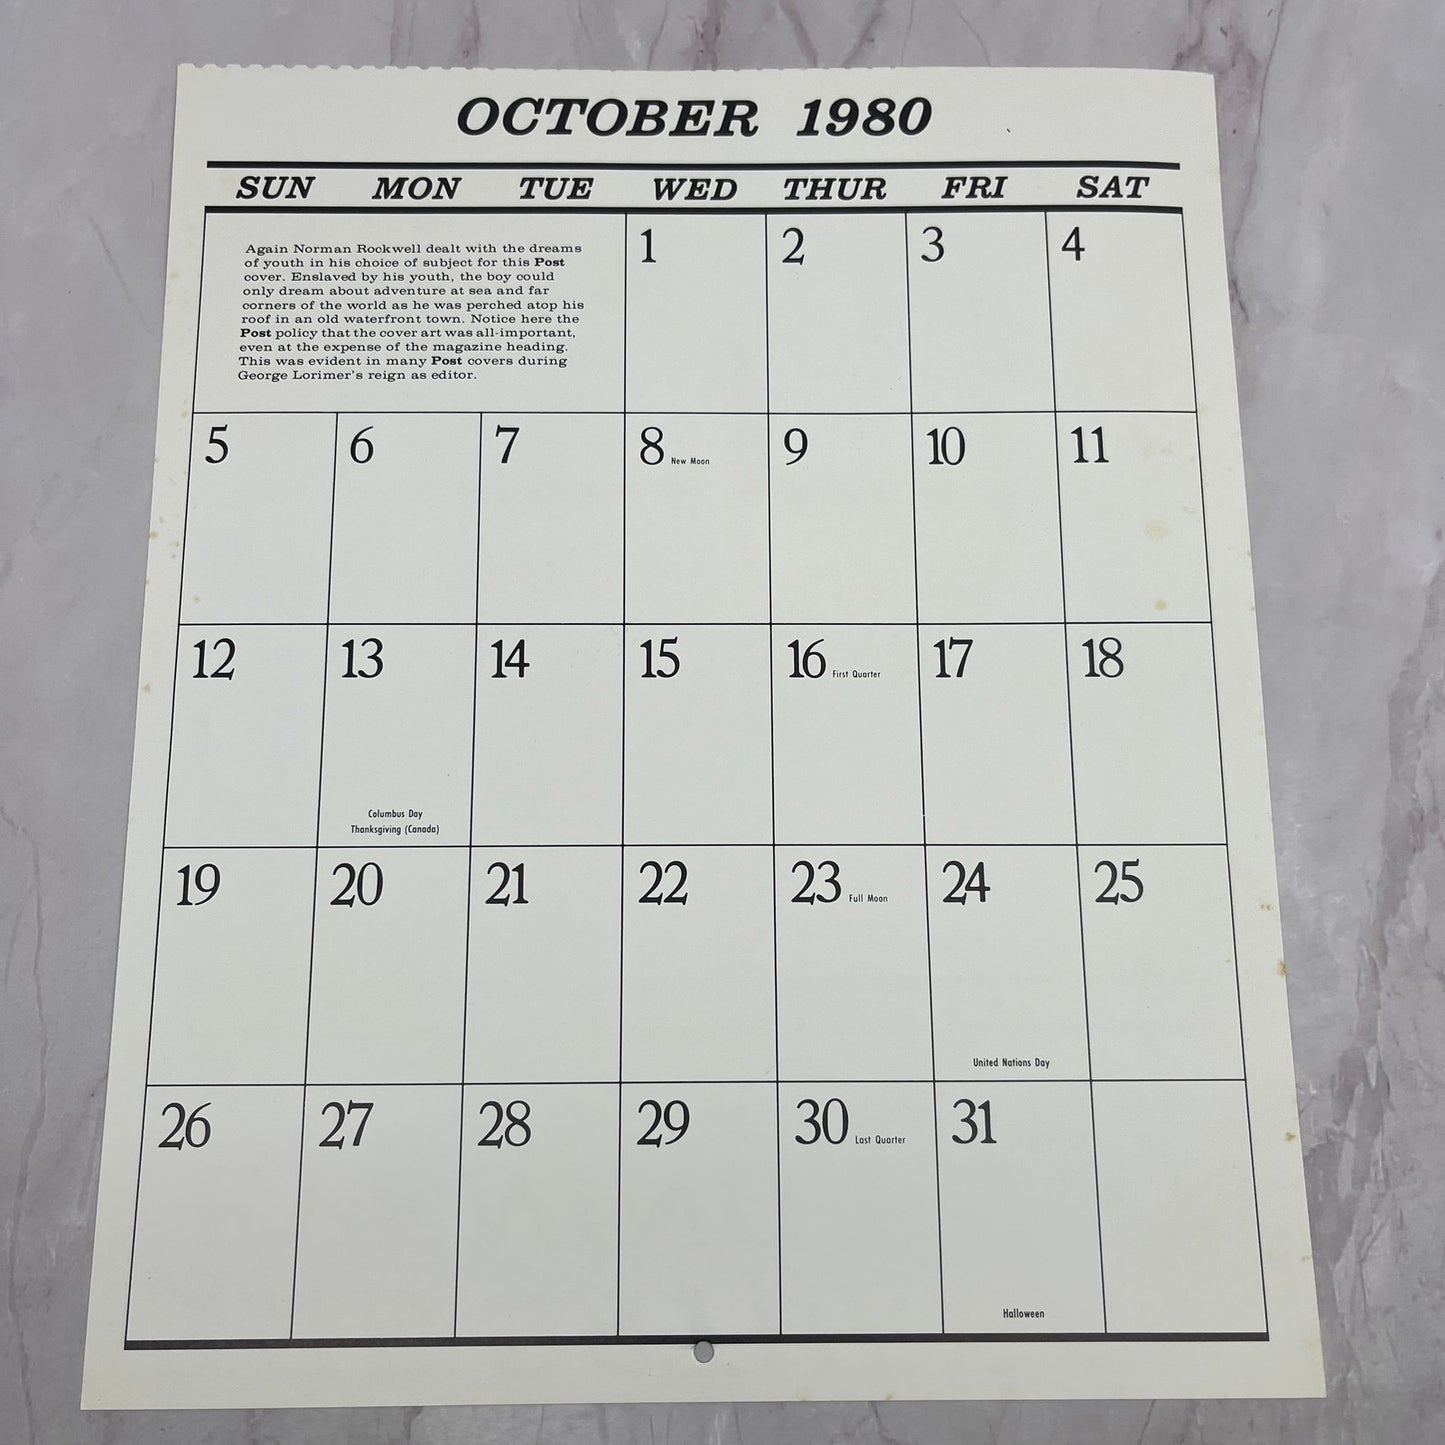 OCTOBER 1980
SUN MON TUE WED THUR FRI SAT
Again Norman Rockwell dealt with the dreams
of youth in his choice of subject for this Post
cover. Enslaved by his youth, the boy could
only dream about adventure at sea and far
corners of the world as he was perched atop his
roof in an old waterfront town. Notice here the
Post policy that the cover art was all-important,
even at the expense of the magazine heading.
This was evident in many Post covers during
George Lorimer's reign as editor.
1 2 3 4
5 6 7 8 New Moon 9 10 11
12 13 14 15 16 First Quarter 17 18
Columbus Day
Thanksgiving (Canada)
19 20 21 22 23 Full Moon 24 25
United Nations Day
26 27 28 29 30 Last Quarter 31
Halloween